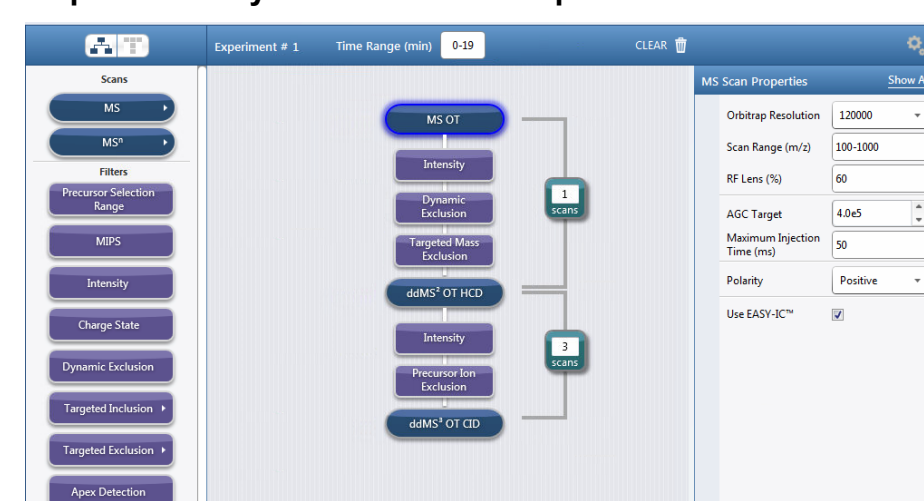 Experiment # 1
Time Range (min)
0-19
CLEAR
Scans
MS
MSⁿ
Filters
Precursor Selection
Range
MIPS
Intensity
Charge State
Dynamic Exclusion
Targeted Inclusion
Targeted Exclusion
Apex Detection
MS OT
Intensity
Dynamic
Exclusion
Targeted Mass
Exclusion
ddMS² OT HCD
Intensity
Precursor Ion
Exclusion
ddMS³ OT CID
1
scans
3
scans
MS Scan Properties
Show A
Orbitrap Resolution
120000
Scan Range (m/z)
100-1000
RF Lens (%)
60
AGC Target
4.0e5
Maximum Injection
Time (ms)
50
Polarity
Positive
Use EASY-IC™